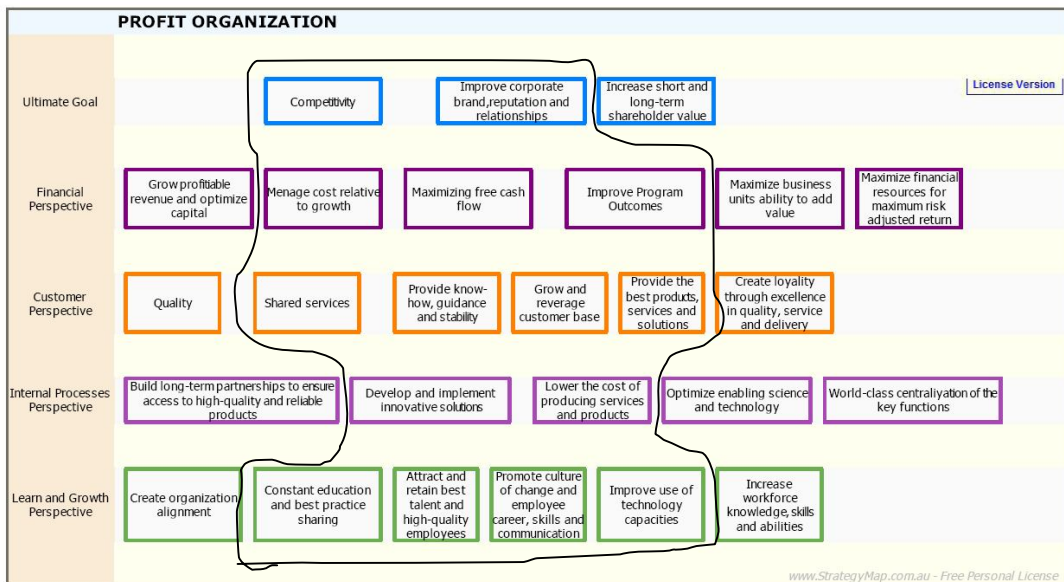 PROFIT ORGANIZATION
Ultimate Goal
Competitivity
Improve corporate
brand,reputation and
relationships
Increase short and
long-term
shareholder value
License Version
Financial
Perspective
Grow profitiable
revenue and optimize
capital
Menage cost relative
to growth
Maximizing free cash
flow
Improve Program
Outcomes
Maximize business
units ability to add
value
Maximize financial
resources for
maximum risk
adjusted return
Customer
Perspective
Quality
Shared services
Provide know-
how, guidance
and stability
Grow and
reverage
customer base
Provide the
best products,
services and
solutions
Create loyality
through excellence
in quality, service
and delivery
Internal Processes
Perspective
Build long-term partnerships to ensure
access to high-quality and reliable
products
Develop and implement
innovative solutions
Lower the cost of
producing services
and products
Optimize enabling science
and technology
World-class centraliyation of the
key functions
Learn and Growth
Perspective
Create organization
alignment
Constant education
and best practice
sharing
Attract and
retain best
talent and
high-quality
employees
Promote culture
of change and
employee
career, skills and
communication
Improve use of
technology
capacities
Increase
workforce
knowledge, skills
and abilities
www.StrategyMap.com.au - Free Personal License